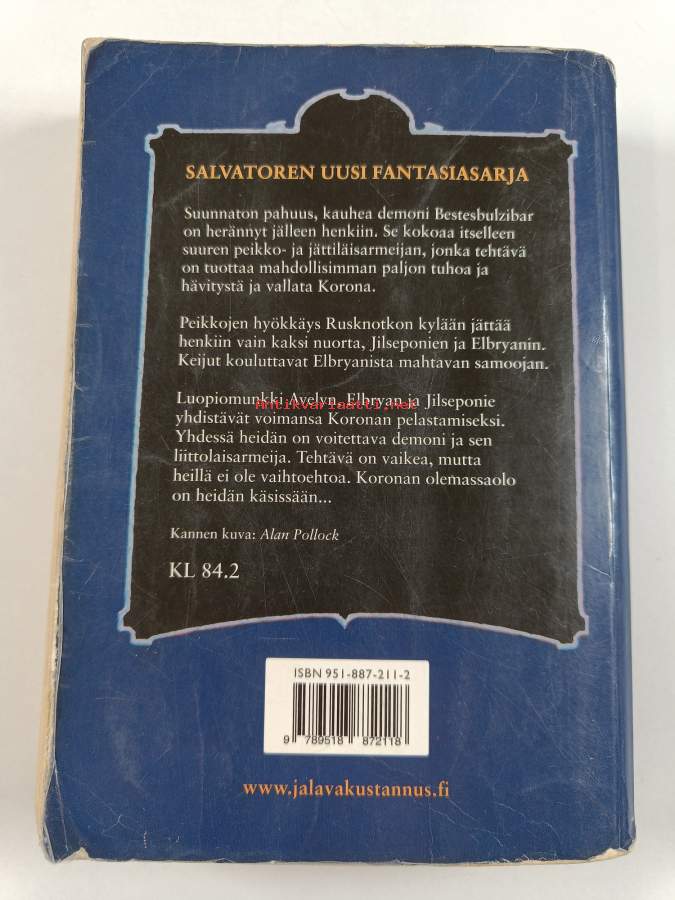 SALVATOREN UUSI FANTASIASARJA
Suunnaton pahuus, kauhea demoni Bestesbulzibar
on herännyt jälleen henkiin. Se kokoaa itselleen
suuren peikko- ja jättiläisarmeijan, jonka tehtävä
on tuottaa mahdollisimman paljon tuhoa ja
hävitystä ja vallata Korona.
Peikkojen hyökkäys Rusknotkon kylään jättää
henkiin vain kaksi nuorta, Jilseponien ja Elbryanin.
Keijut kouluttavat Elbryanista mahtavan samoojan.
Luopiomunkki Avelyn, Elbryan ja Jilseponie
Antikvariaatti.net
yhdistävät voimansa Koronan pelastamiseksi.
Yhdessä heidän on voitettava demoni ja sen
liittolaisarmeija. Tehtävä on vaikea, mutta
heillä ei ole vaihtoehtoa. Koronan olemassaolo
on heidän käsissään...
Kannen kuva: Alan Pollock
KL 84.2
ISBN 951-887-211-2
9 789518 872118
www.jalavakustannus.fi